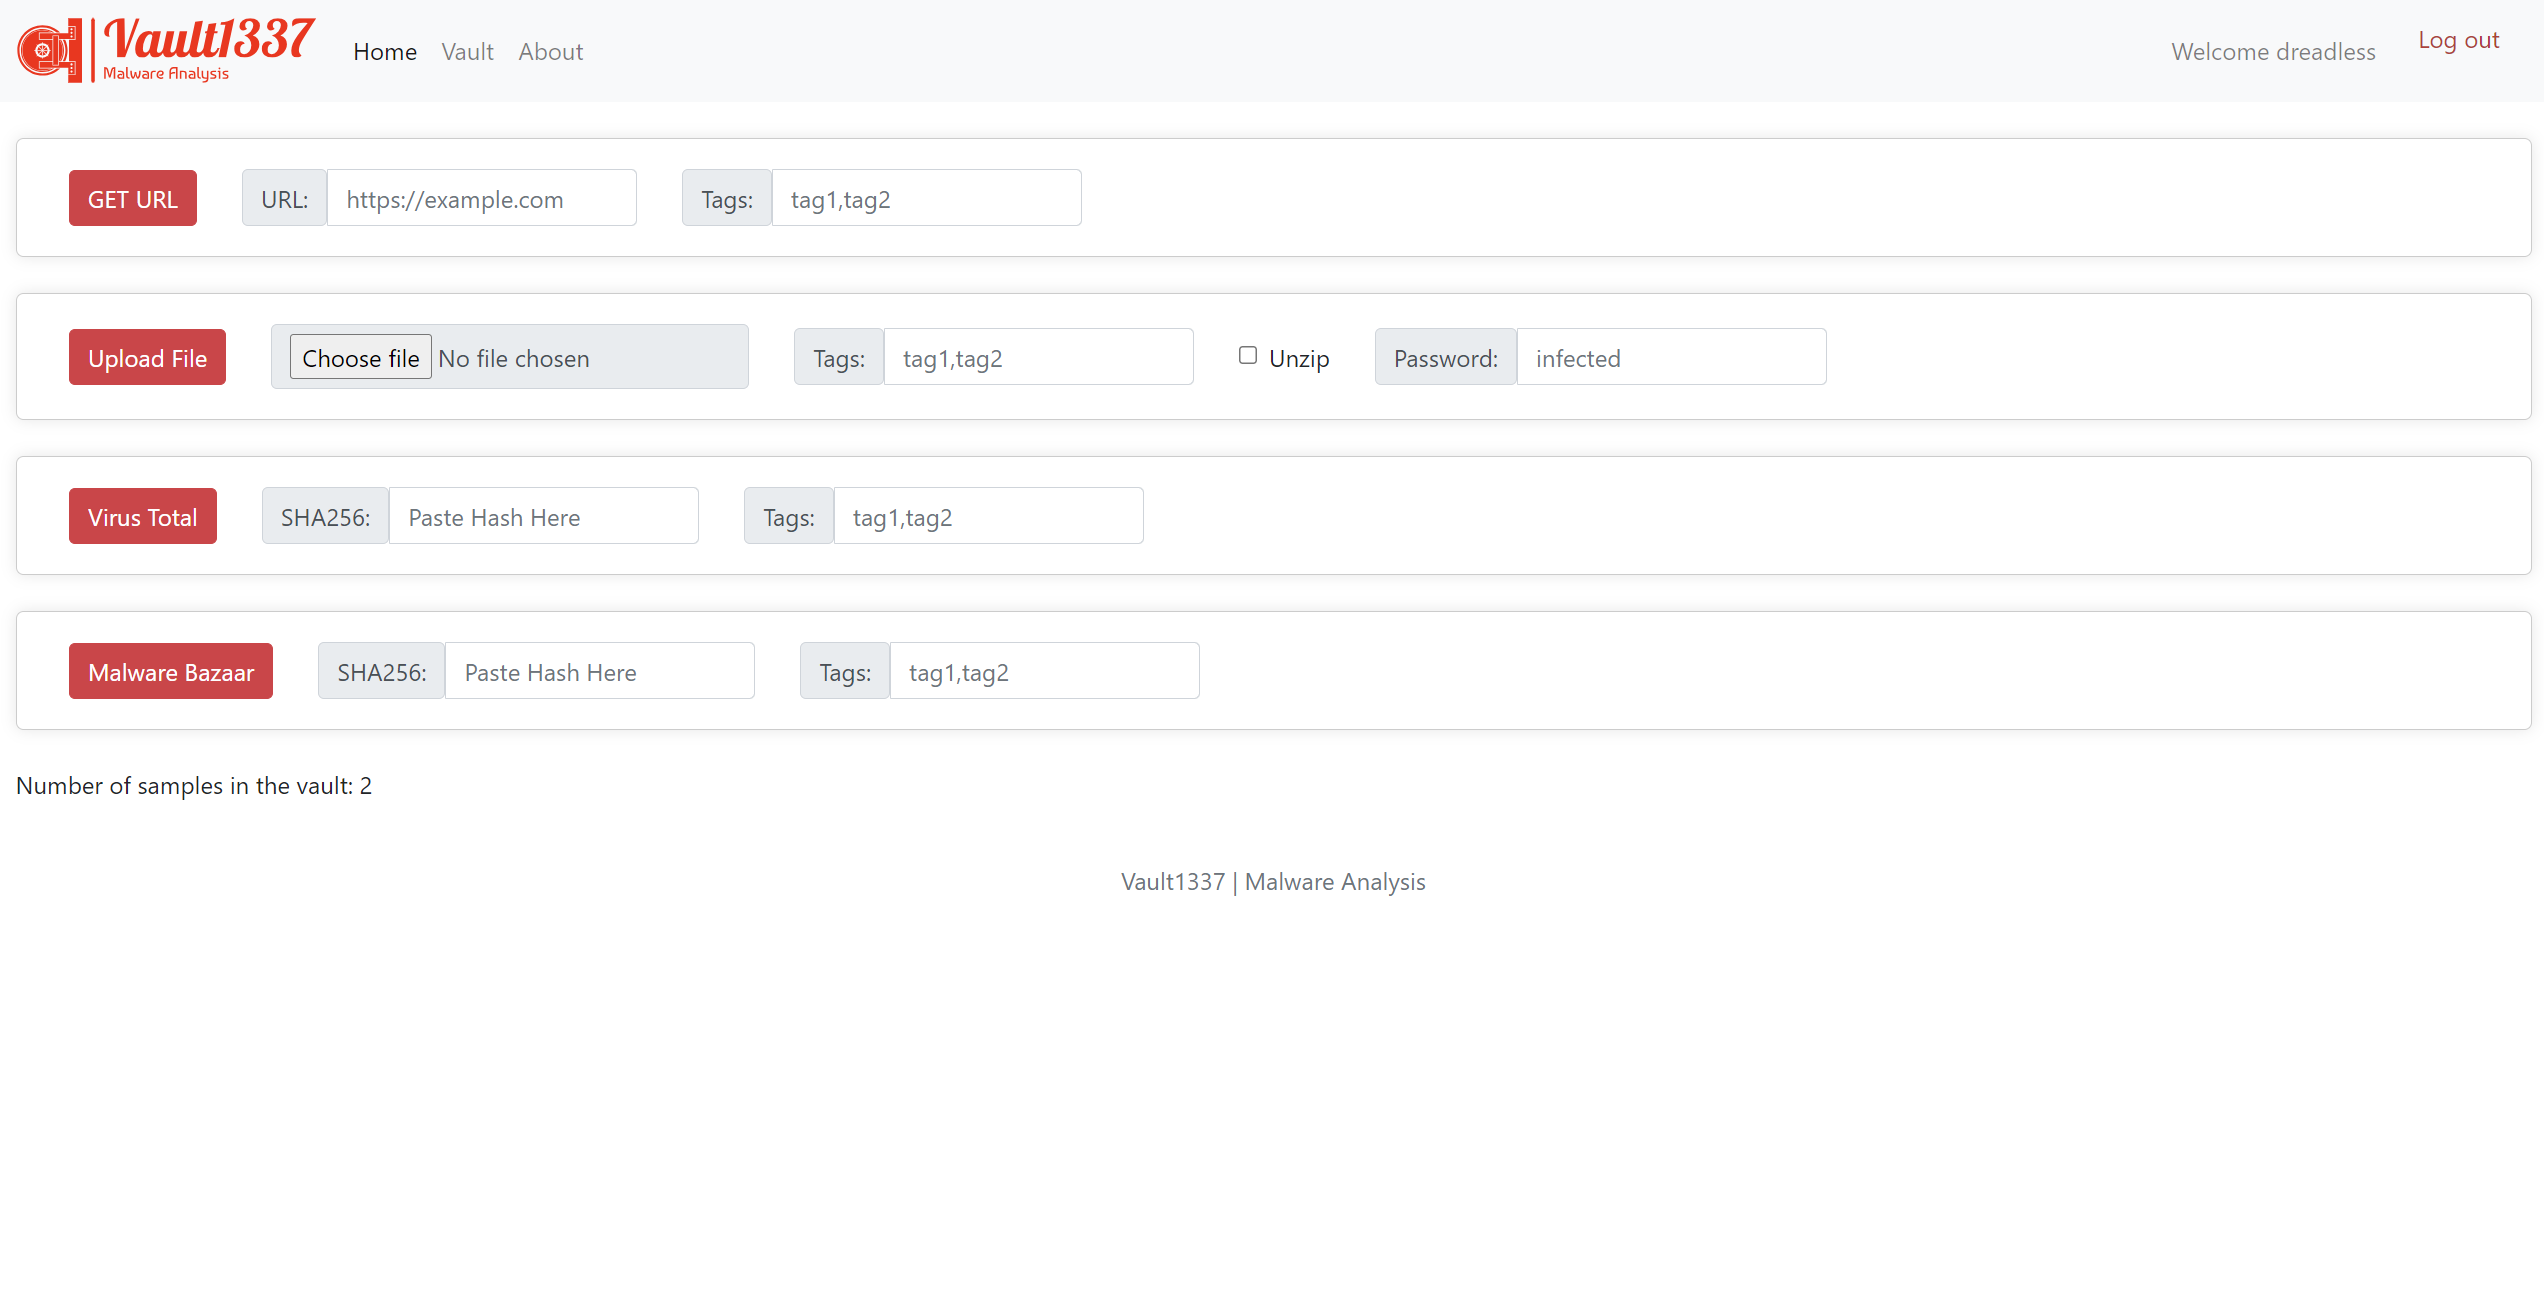 Vault1337
Malware Analysis
Home Vault About Welcome dreadless Log out
GET URL URL: https://example.com Tags: tag1,tag2
Upload File Choose file No file chosen Tags: tag1,tag2 Unzip Password: infected
Virus Total SHA256: Paste Hash Here Tags: tag1,tag2
Malware Bazaar SHA256: Paste Hash Here Tags: tag1,tag2
Number of samples in the vault: 2
Vault1337 | Malware Analysis